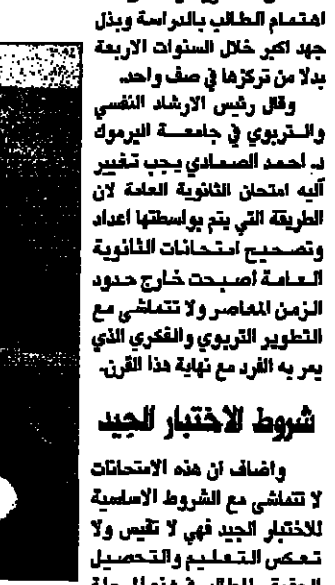 اهتمام الطالب بالدراسة وبذل
جهد اكبر خلال السنوات الاربعة
بدلا من تركزها في صف واحد.
وقال رئيس الارشاد النفسي
والتربوي في جامعة اليرموك
د. احمد الصمادي يجب تغيير
آليه امتحان الثانوية العامة لان
الطريقة التي يتم بواسطتها اعداد
وتصحيح امتحانات الثانوية
العامة اصبحت خارج حدود
الزمن المعاصر ولا تتماشى مع
التطوير التربوي والفكري الذي
يمر به الفرد مع نهاية هذا القرن.
شروط الاختبار الجيد
واضاف ان هذه الامتحانات
لا تتماشى مع الشروط الاساسية
للاختبار الجيد فهي لا تقيس ولا
تعكس التعليم والتحصيل